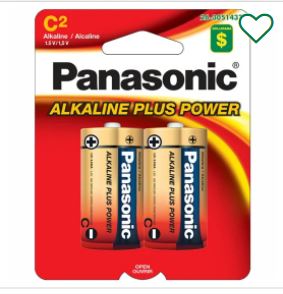 C2
Alkaline / Alcaline
1.5 V / 1,5 V
$
Panasonic®
ALKALINE PLUS POWER
Panasonic
ALKALINE PLUS POWER
C
Panasonic
ALKALINE PLUS POWER
C
OPEN
OUVRIR